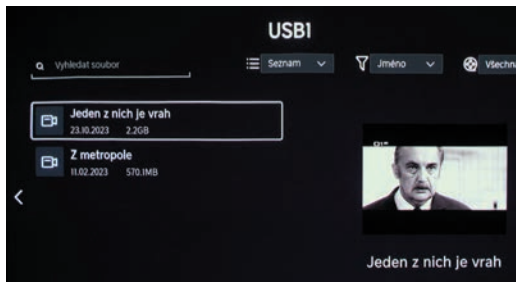 USB1
Vyhledat soubor
Seznam
Jméno
Všechna
Jeden z nich je vrah
23.10.2023 2.2GB
Z metropole
11.02.2023 570.1MB
Jeden z nich je vrah